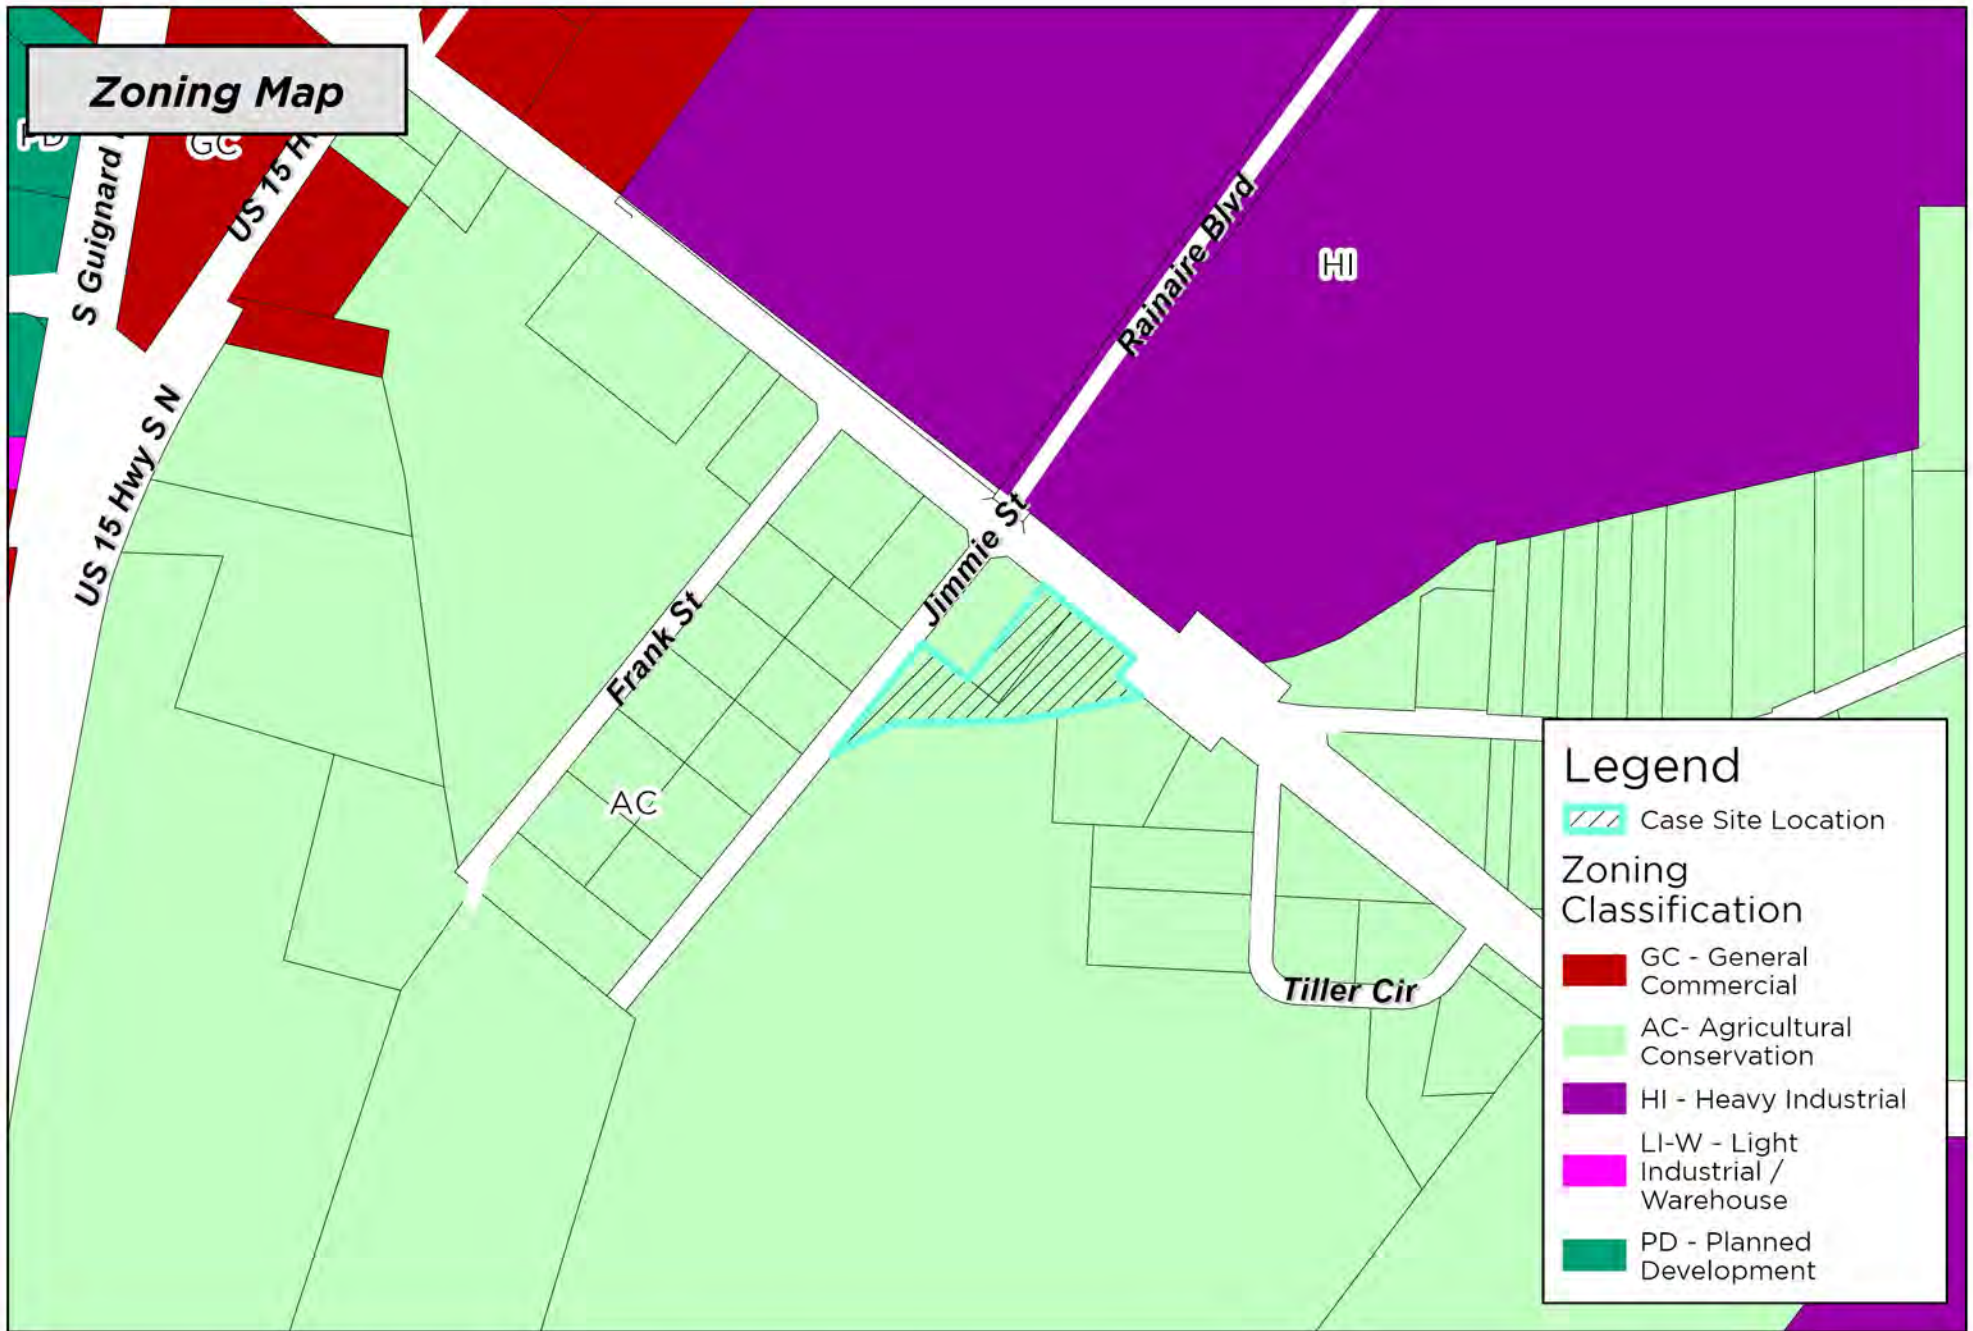 Zoning Map
PD
GC
S Guignard
US 15 H
US 15 Hwy S N
Rainaire Blvd
HI
Jimmie St
Frank St
AC
Tiller Cir
Legend
Case Site Location
Zoning
Classification
GC - General
Commercial
AC- Agricultural
Conservation
HI - Heavy Industrial
LI-W - Light
Industrial /
Warehouse
PD - Planned
Development